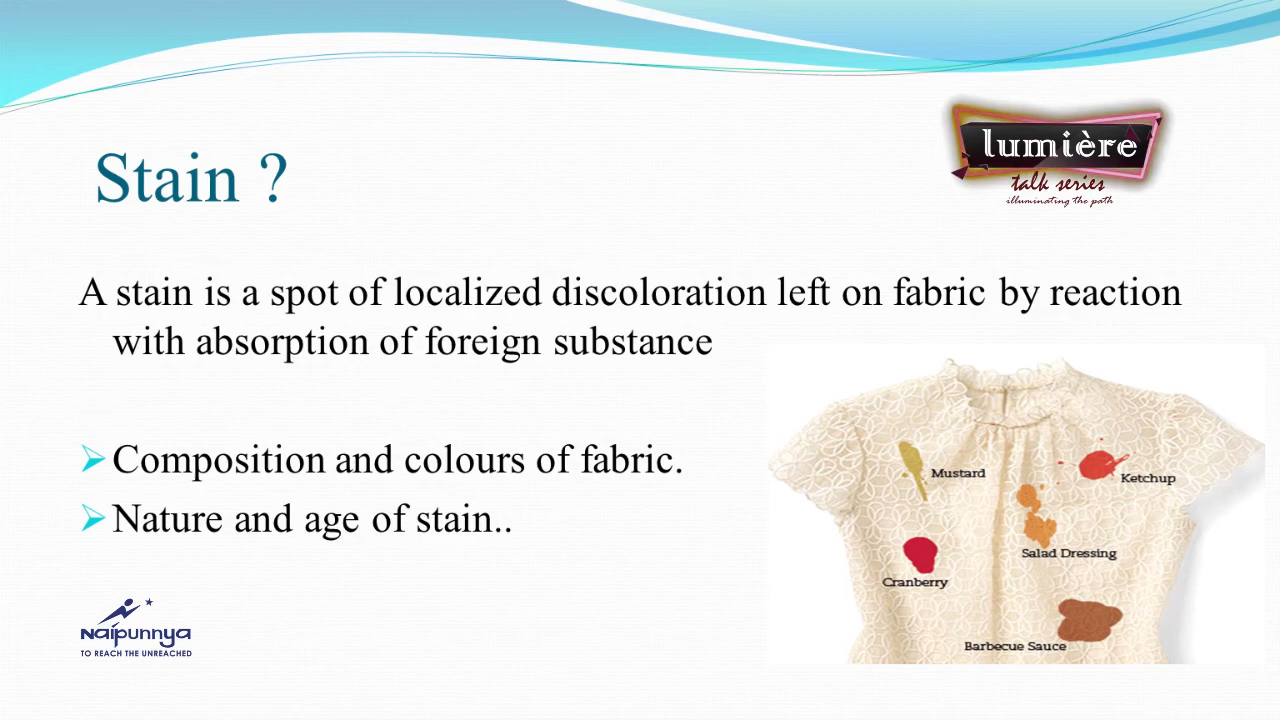 lumière
talk series
illuminating the path
Stain ?
A stain is a spot of localized discoloration left on fabric by reaction
with absorption of foreign substance
Composition and colours of fabric.
Nature and age of stain..
Mustard
Ketchup
Salad Dressing
Cranberry
Barbecue Sauce
Naipunnya
TO REACH THE UNREACHED